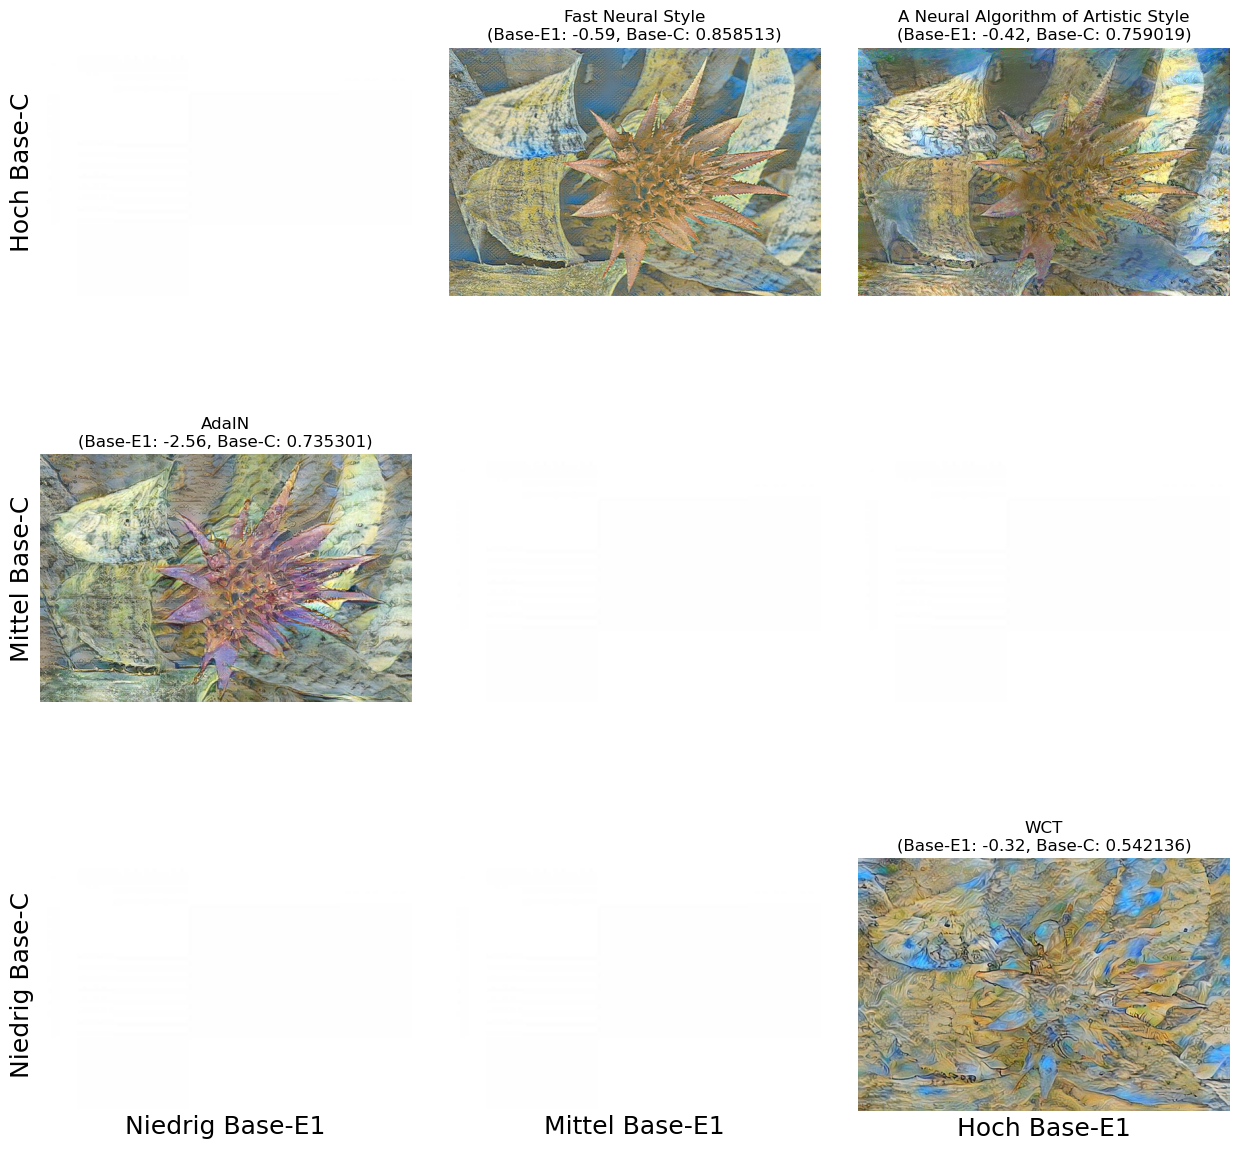 Fast Neural Style
(Base-E1: -0.59, Base-C: 0.858513)
A Neural Algorithm of Artistic Style
(Base-E1: -0.42, Base-C: 0.759019)
Hoch Base-C
AdaIN
(Base-E1: -2.56, Base-C: 0.735301)
Mittel Base-C
WCT
(Base-E1: -0.32, Base-C: 0.542136)
Niedrig Base-C
Niedrig Base-E1
Mittel Base-E1
Hoch Base-E1